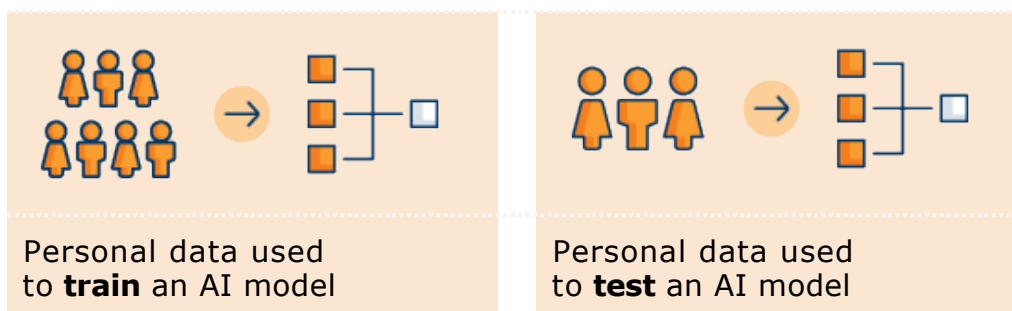 Personal data used
to train an AI model
Personal data used
to test an AI model